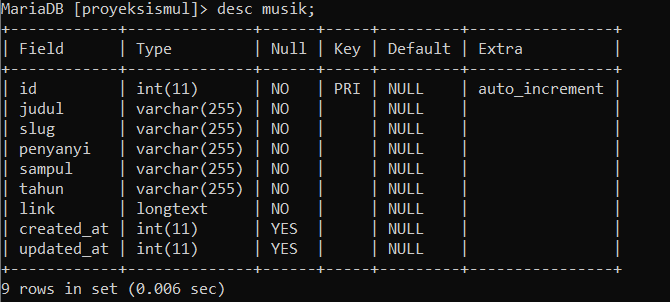 MariaDB [proyeksismul]> desc musik;
+------------+--------------+------+-----+---------+----------------+
| Field      | Type         | Null | Key | Default | Extra          |
+------------+--------------+------+-----+---------+----------------+
| id         | int(11)      | NO   | PRI | NULL    | auto_increment |
| judul      | varchar(255) | NO   |     | NULL    |                |
| slug       | varchar(255) | NO   |     | NULL    |                |
| penyanyi   | varchar(255) | NO   |     | NULL    |                |
| sampul     | varchar(255) | NO   |     | NULL    |                |
| tahun      | varchar(255) | NO   |     | NULL    |                |
| link       | longtext     | NO   |     | NULL    |                |
| created_at | int(11)      | YES  |     | NULL    |                |
| updated_at | int(11)      | YES  |     | NULL    |                |
+------------+--------------+------+-----+---------+----------------+
9 rows in set (0.006 sec)